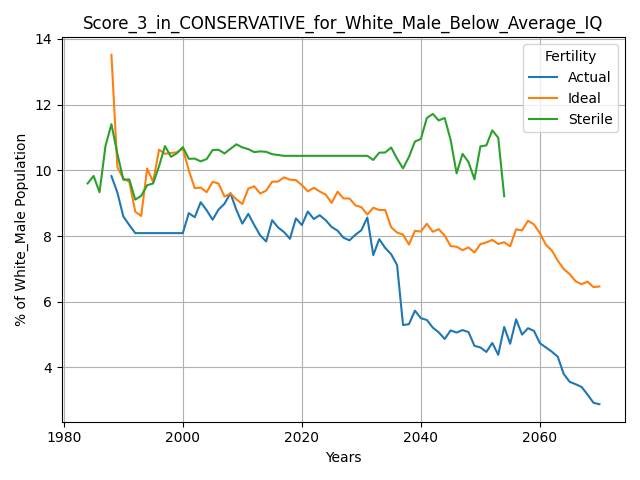 Score_3_in_CONSERVATIVE_for_White_Male_Below_Average_IQ
% of White_Male Population
14
12
10
8
6
4
1980
2000
2020
2040
2060
Years
Fertility
Actual
Ideal
Sterile